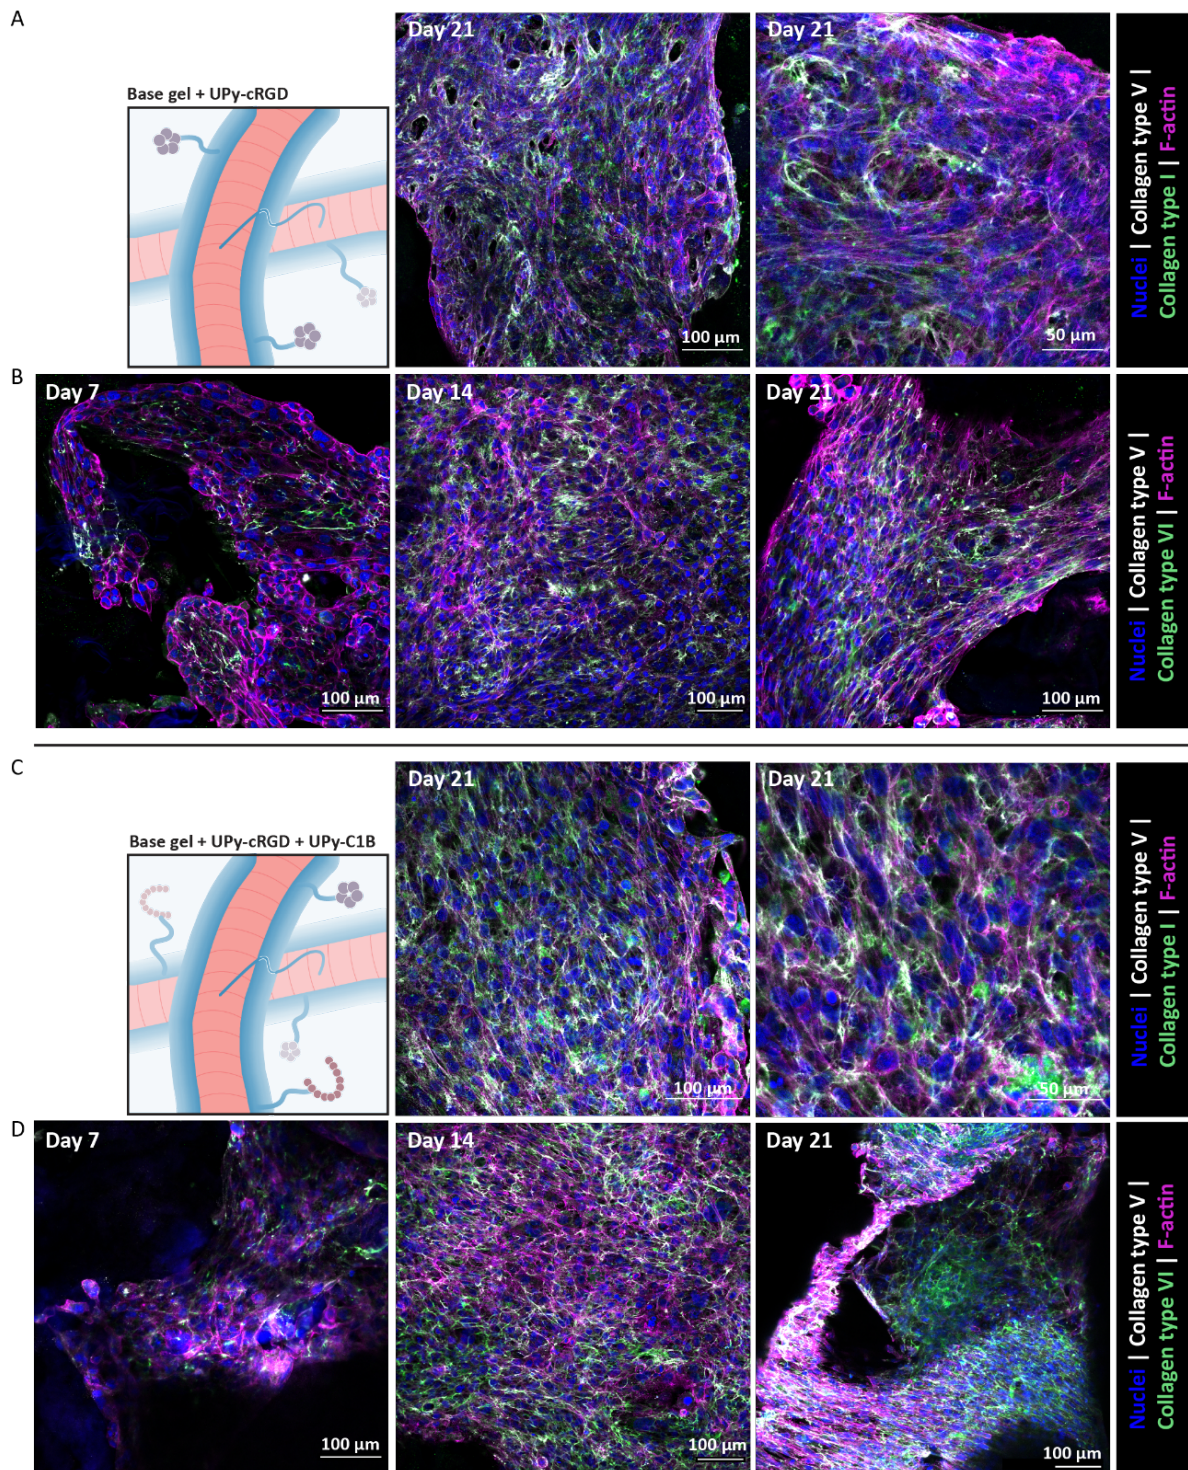 A
Base gel + UPy-cRGD
Day 21
100 µm
Day 21
50 µm
Nuclei | Collagen type V |
Collagen type I | F-actin
B
Day 7
100 µm
Day 14
100 µm
Day 21
100 µm
Nuclei | Collagen type V |
Collagen type VI | F-actin
C
Base gel + UPy-cRGD + UPy-C1B
Day 21
100 µm
Day 21
50 µm
Nuclei | Collagen type V |
Collagen type I | F-actin
D
Day 7
100 µm
Day 14
100 µm
Day 21
100 µm
Nuclei | Collagen type V |
Collagen type VI | F-actin